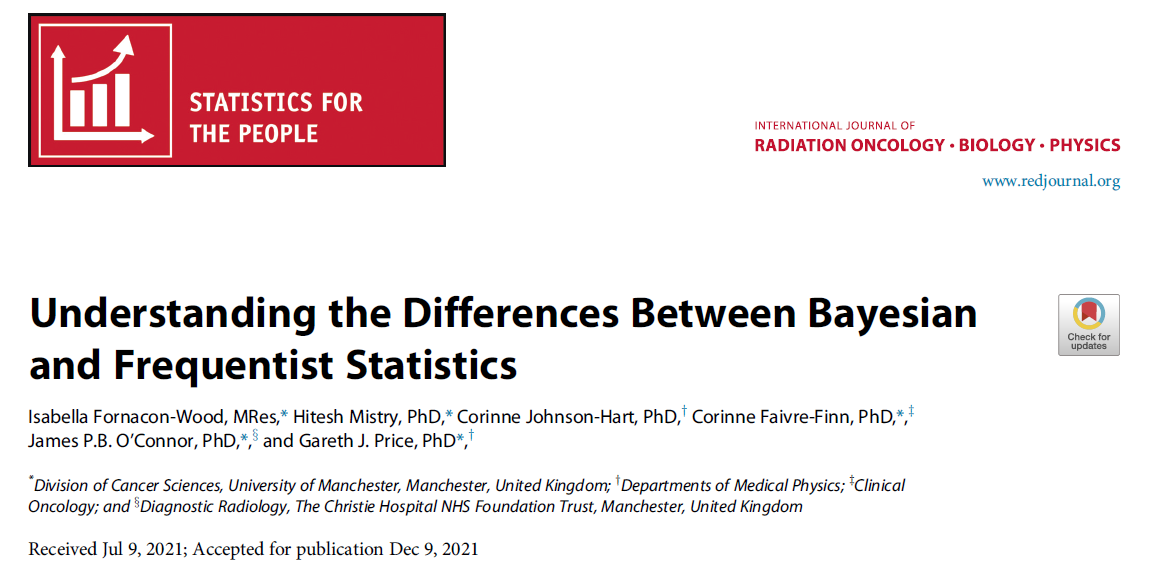 STATISTICS FOR
THE PEOPLE
INTERNATIONAL JOURNAL OF
RADIATION ONCOLOGY • BIOLOGY • PHYSICS
www.redjournal.org
Understanding the Differences Between Bayesian
and Frequentist Statistics
Check for
updates
Isabella Fornacon-Wood, MRes,* Hitesh Mistry, PhD,* Corinne Johnson-Hart, PhD,† Corinne Faivre-Finn, PhD,*,‡
James P.B. O’Connor, PhD,*,§ and Gareth J. Price, PhD*,†
*Division of Cancer Sciences, University of Manchester, Manchester, United Kingdom; †Departments of Medical Physics; ‡Clinical
Oncology; and §Diagnostic Radiology, The Christie Hospital NHS Foundation Trust, Manchester, United Kingdom
Received Jul 9, 2021; Accepted for publication Dec 9, 2021